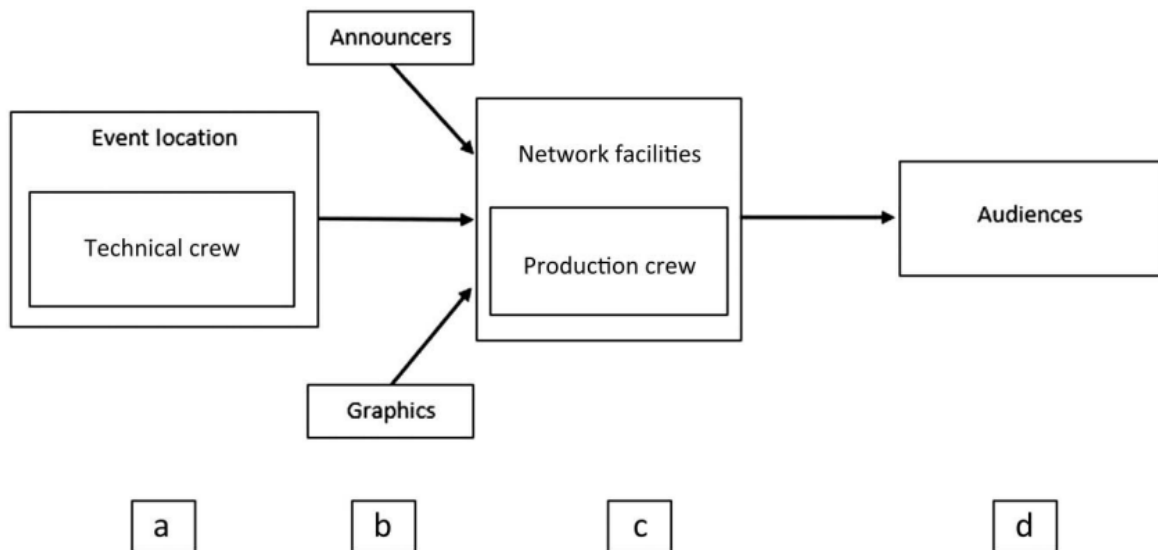 Announcers
Event location
Technical crew
Network facilities
Production crew
Audiences
Graphics
a
b
c
d